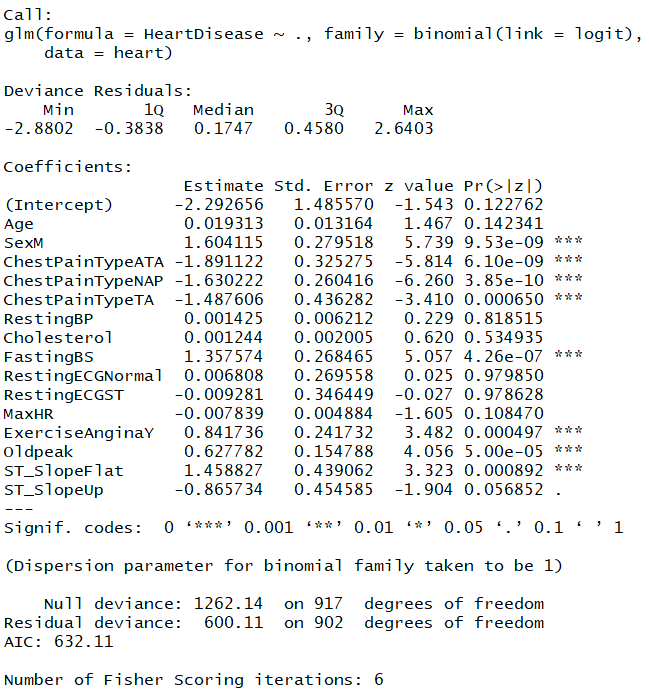 Call:
glm(formula = HeartDisease ~ ., family = binomial(link = logit),
    data = heart)

Deviance Residuals:
    Min       1Q   Median       3Q      Max
-2.8802  -0.3838   0.1747   0.4580   2.6403

Coefficients:
                  Estimate Std. Error z value Pr(>|z|)
(Intercept)      -2.292656   1.485570  -1.543 0.122762
Age               0.019313   0.013164   1.467 0.142341
SexM              1.604115   0.279518   5.739 9.53e-09 ***
ChestPainTypeATA -1.891122   0.325275  -5.814 6.10e-09 ***
ChestPainTypeNAP -1.630222   0.260416  -6.260 3.85e-10 ***
ChestPainTypeTA  -1.487606   0.436282  -3.410 0.000650 ***
RestingBP         0.001425   0.006212   0.229 0.818515
Cholesterol       0.001244   0.002005   0.620 0.534935
FastingBS         1.357574   0.268465   5.057 4.26e-07 ***
RestingECGNormal  0.006808   0.269558   0.025 0.979850
RestingECGST     -0.009281   0.346449  -0.027 0.978628
MaxHR            -0.007839   0.004884  -1.605 0.108470
ExerciseAnginaY   0.841736   0.241732   3.482 0.000497 ***
Oldpeak           0.627782   0.154788   4.056 5.00e-05 ***
ST_SlopeFlat      1.458827   0.439062   3.323 0.000892 ***
ST_SlopeUp       -0.865734   0.454585  -1.904 0.056852 .
---
Signif. codes:  0 ‘***’ 0.001 ‘**’ 0.01 ‘*’ 0.05 ‘.’ 0.1 ‘ ’ 1

(Dispersion parameter for binomial family taken to be 1)

    Null deviance: 1262.14  on 917  degrees of freedom
Residual deviance:  600.11  on 902  degrees of freedom
AIC: 632.11

Number of Fisher Scoring iterations: 6